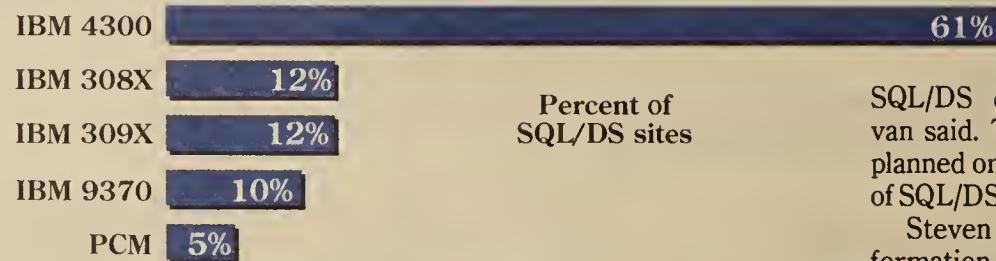 IBM 4300 61%
IBM 308X 12%
IBM 309X 12%
IBM 9370 10%
PCM 5%
Percent of
SQL/DS sites
SQL/DS
van said.
planned on
of SQL/DS
Steven
formation